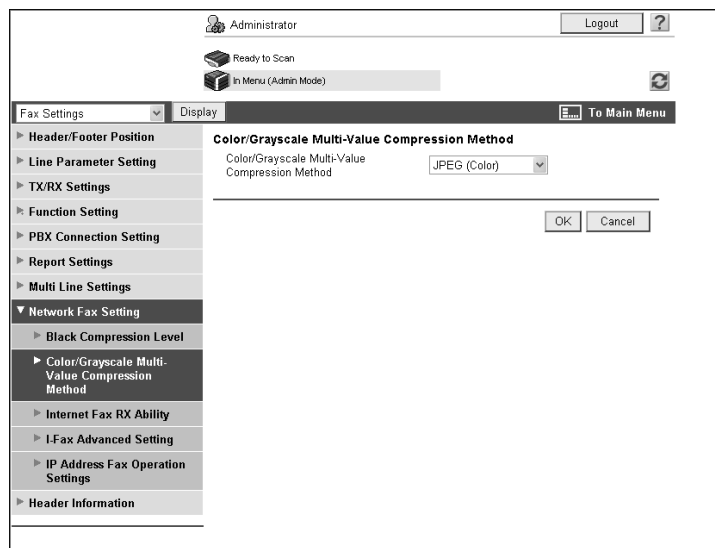 Administrator
Logout
?
Ready to Scan
In Menu (Admin Mode)
Fax Settings
Display
To Main Menu
Header/Footer Position
Line Parameter Setting
TX/RX Settings
Function Setting
PBX Connection Setting
Report Settings
Multi Line Settings
Network Fax Setting
Black Compression Level
Color/Grayscale Multi-
Value Compression
Method
Internet Fax RX Ability
I-Fax Advanced Setting
IP Address Fax Operation
Settings
Header Information
Color/Grayscale Multi-Value Compression Method
Color/Grayscale Multi-Value
Compression Method
JPEG (Color)
OK
Cancel